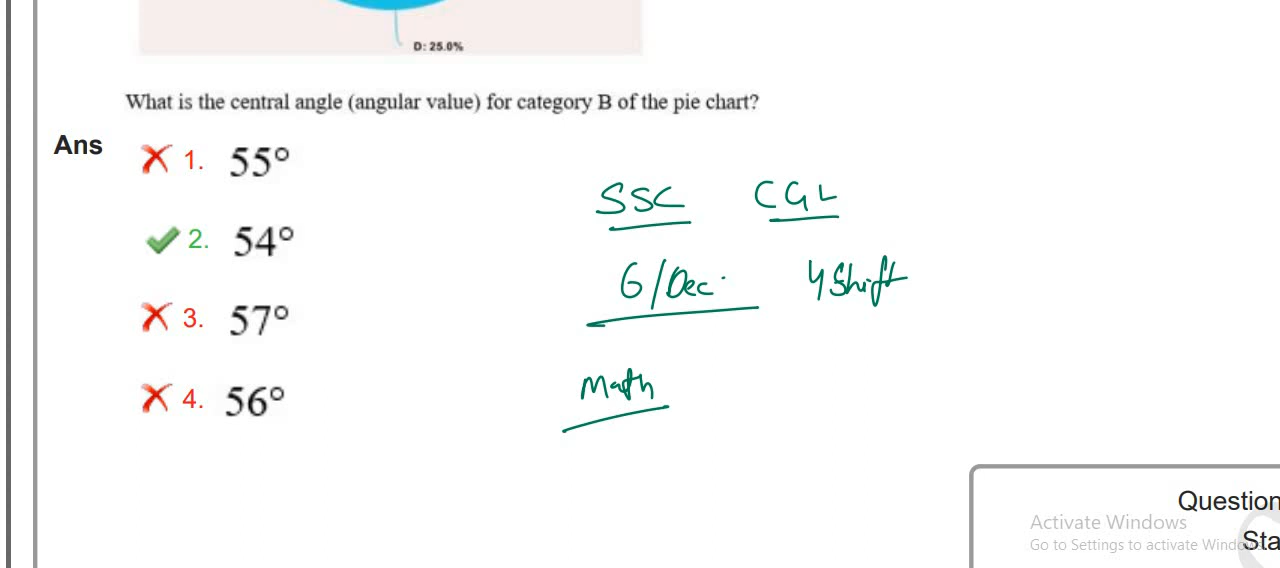 D: 25.0%
What is the central angle (angular value) for category B of the pie chart?
Ans
1. 55°
2. 54°
3. 57°
4. 56°
SSC CGL
6/Dec. 4 Shift
Math
Question
Activate Windows
Go to Settings to activate Windows.
Sta